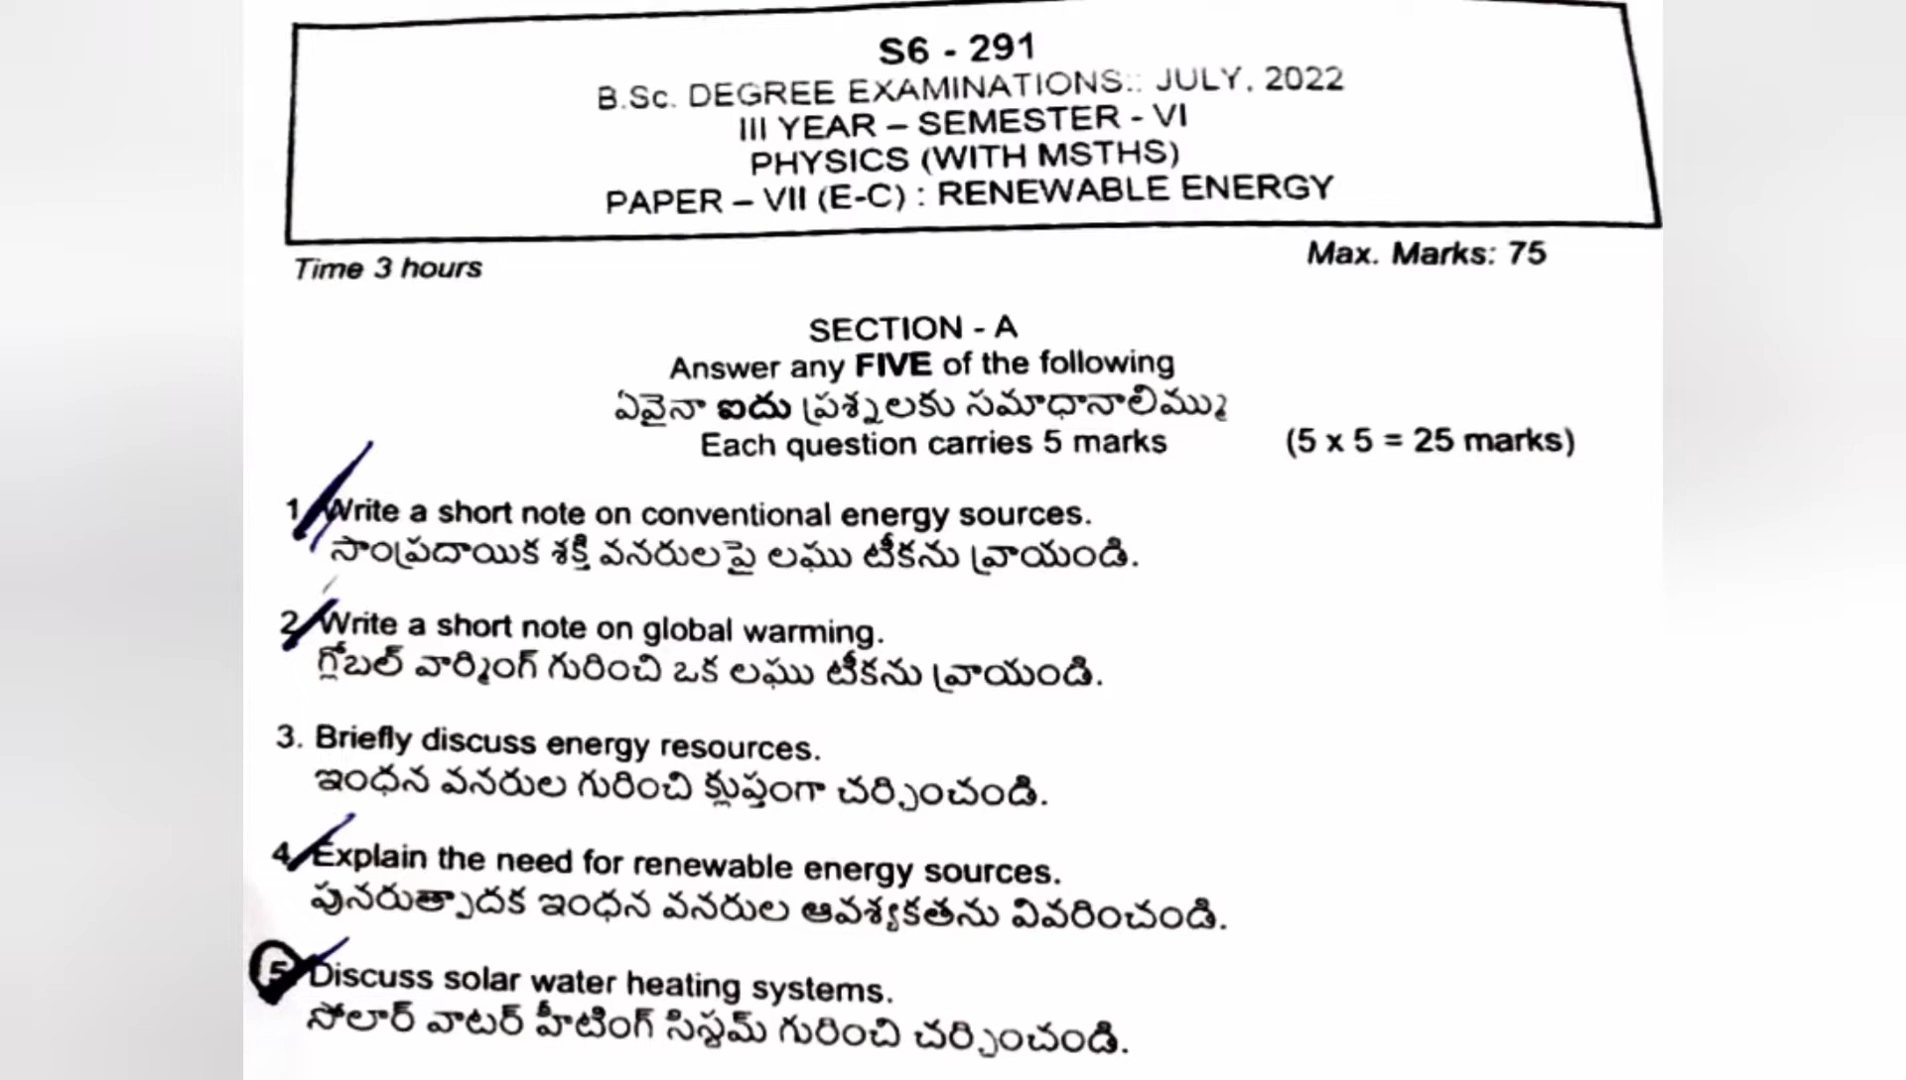 S6 - 291
B.Sc. DEGREE EXAMINATIONS:: JULY, 2022
III YEAR – SEMESTER - VI
PHYSICS (WITH MSTHS)
PAPER – VII (E-C) : RENEWABLE ENERGY
Time 3 hours Max. Marks: 75
SECTION - A
Answer any FIVE of the following
ఏవైనా ఐదు ప్రశ్నలకు సమాధానాలిమ్ము
Each question carries 5 marks (5 x 5 = 25 marks)
1. Write a short note on conventional energy sources.
సాంప్రదాయిక శక్తి వనరులపై లఘు టీకను వ్రాయండి.
2. Write a short note on global warming.
గ్లోబల్ వార్మింగ్ గురించి ఒక లఘు టీకను వ్రాయండి.
3. Briefly discuss energy resources.
ఇంధన వనరుల గురించి క్లుప్తంగా చర్చించండి.
4. Explain the need for renewable energy sources.
పునరుత్పాదక ఇంధన వనరుల ఆవశ్యకతను వివరించండి.
5. Discuss solar water heating systems.
సోలార్ వాటర్ హీటింగ్ సిస్టమ్ గురించి చర్చించండి.